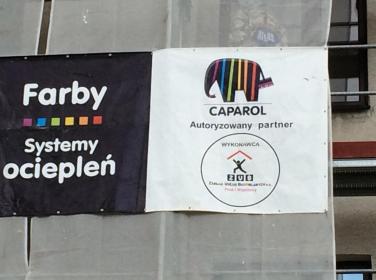 Farby
Systemy
ociepleń
CAPAROL
Autoryzowany partner
WYKONAWCA
ZUB